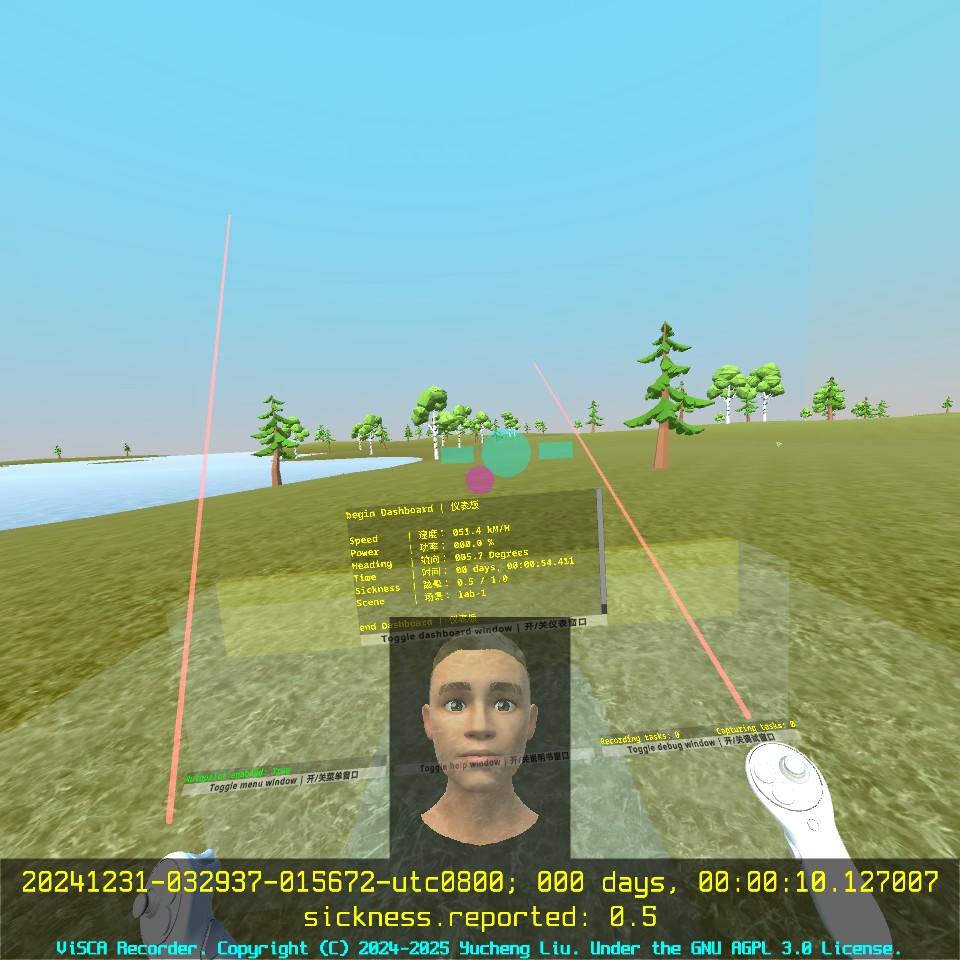 begin Dashboard | 仪表版
Speed | 速度: 051.4 kM/H
Power | 功率: 000.0 %
Heading | 航向: 005.7 Degrees
Time | 时间: 00 days, 00:00:54.411
Sickness | 眩晕: 0.5 / 1.0
Scene | 场景: lab-1
end Dashboard | 仪表版
Toggle dashboard window | 开/关仪表窗口
Recording tasks: 0 Capturing tasks: 0
Toggle debug window | 开/关调试窗口
Toggle help window | 开/关说明书窗口
Autopilot enabled: True
Toggle menu window | 开/关菜单窗口
20241231-032937-015672-utc0800; 000 days, 00:00:10.127007
sickness.reported: 0.5
ViSCA Recorder. Copyright (C) 2024-2025 Yucheng Liu. Under the GNU AGPL 3.0 License.